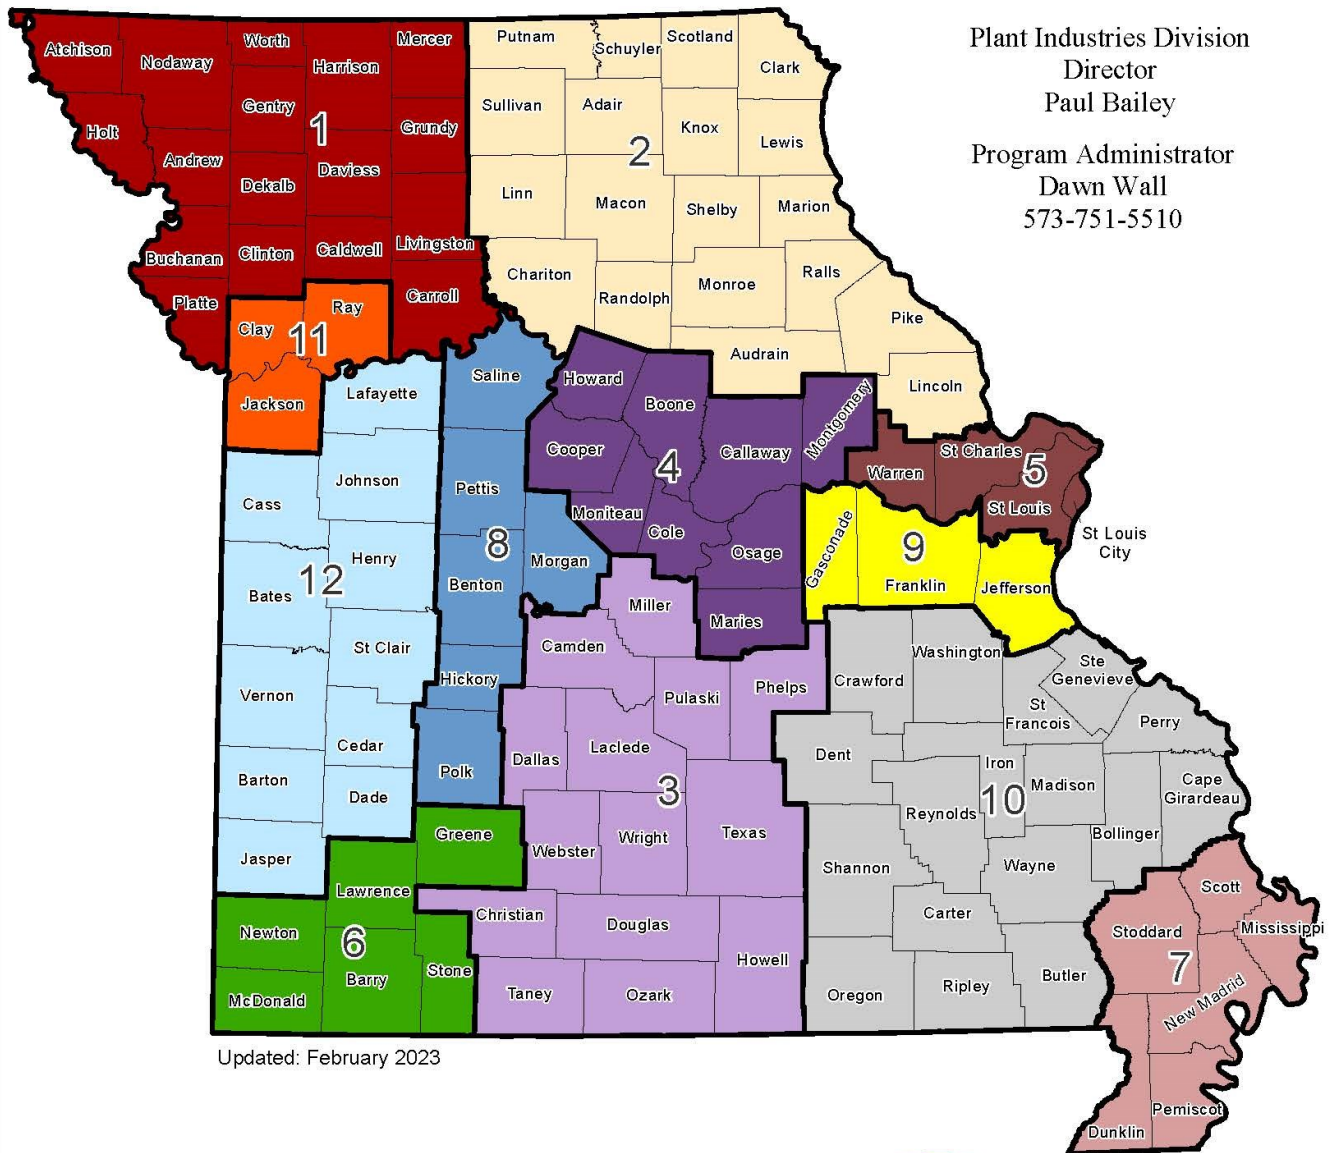 Plant Industries Division
Director
Paul Bailey
Program Administrator
Dawn Wall
573-751-5510
Atchison
Nodaway
Worth
Harrison
Mercer
Gentry
Holt
Andrew
Grundy
1
Dekalb
Daviess
Buchanan
Clinton
Caldwell
Livingston
Platte
Carroll
Putnam
Schuyler
Scotland
Clark
Sullivan
Adair
Knox
Lewis
2
Linn
Macon
Shelby
Marion
Chariton
Randolph
Monroe
Ralls
Pike
Audrain
Lincoln
Clay
Ray
11
Jackson
Lafayette
Saline
Howard
Boone
Montgomery
Cooper
Callaway
4
Moniteau
Cole
Osage
Maries
Warren
St Charles
5
St Louis
St Louis
City
Cass
Johnson
Henry
12
Bates
St Clair
Vernon
Cedar
Barton
Dade
Jasper
Pettis
8
Morgan
Benton
Hickory
Polk
Gasconade
9
Franklin
Jefferson
Miller
Camden
Pulaski
Phelps
Dallas
Laclede
3
Webster
Wright
Texas
Christian
Douglas
Howell
Taney
Ozark
Greene
Lawrence
Newton
6
Barry
Stone
McDonald
Crawford
Washington
Ste
Genevieve
St
Francois
Perry
Dent
Iron
Madison
Cape
Girardeau
10
Reynolds
Bollinger
Shannon
Wayne
Carter
Oregon
Ripley
Butler
Scott
Stoddard
Mississippi
7
New Madrid
Pemiscot
Dunklin
Updated: February 2023